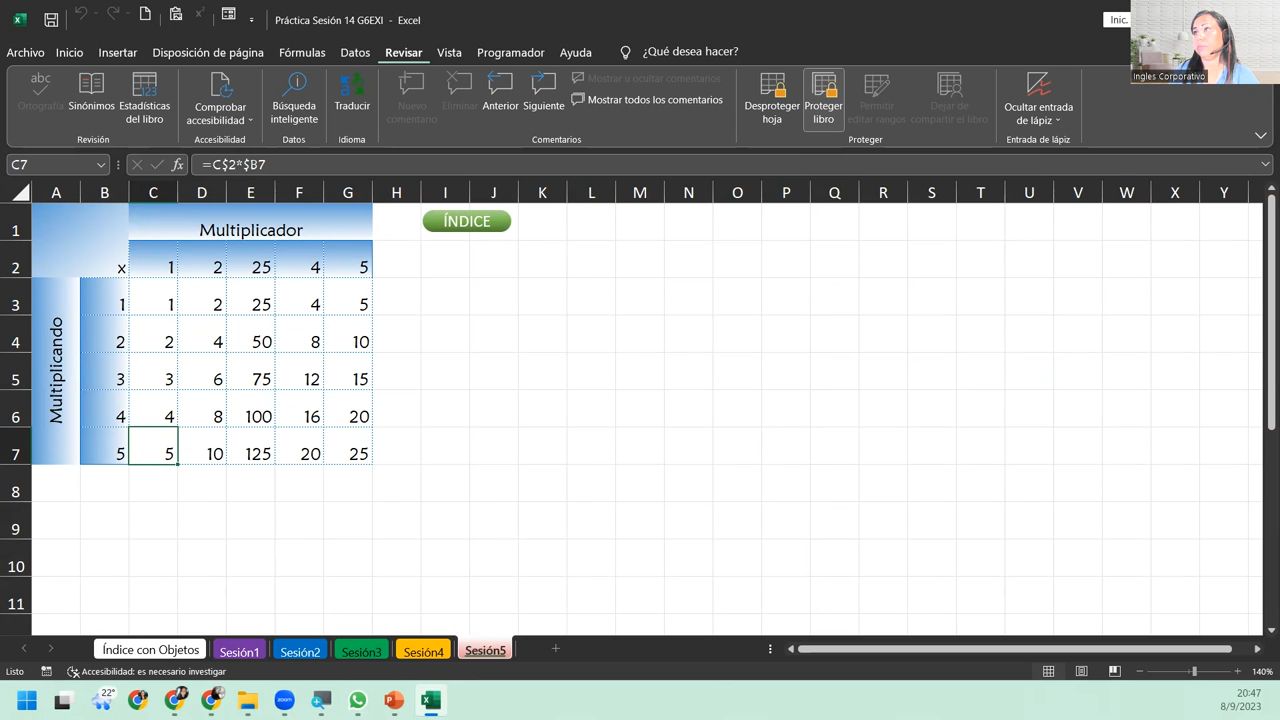 Práctica Sesión 14 G6EXI - Excel
Inic.
Archivo Inicio Insertar Disposición de página Fórmulas Datos Revisar Vista Programador Ayuda ¿Qué desea hacer?
abc
Ortografía
Sinónimos
Estadísticas del libro
Revisión
Comprobar accesibilidad
Accesibilidad
Búsqueda inteligente
Datos
Traducir
Idioma
Nuevo comentario
Eliminar
Anterior
Siguiente
Mostrar u ocultar comentarios
Mostrar todos los comentarios
Comentarios
Desproteger hoja
Proteger libro
Permitir editar rangos
Dejar de compartir el libro
Proteger
Ocultar entrada de lápiz
Entrada de lápiz
Ingles Corporativo
C7 fx =C$2*$B7
A B C D E F G H I J K L M N O P Q R S T U V W X Y
1 Multiplicador ÍNDICE
2 x 1 2 25 4 5
Multiplicando
3 1 1 2 25 4 5
4 2 2 4 50 8 10
5 3 3 6 75 12 15
6 4 4 8 100 16 20
7 5 5 10 125 20 25
8
9
10
11
Índice con Objetos Sesión1 Sesión2 Sesión3 Sesión4 Sesión5
Listo Accesibilidad: es necesario investigar 140%
22°
zoom
20:47
8/9/2023